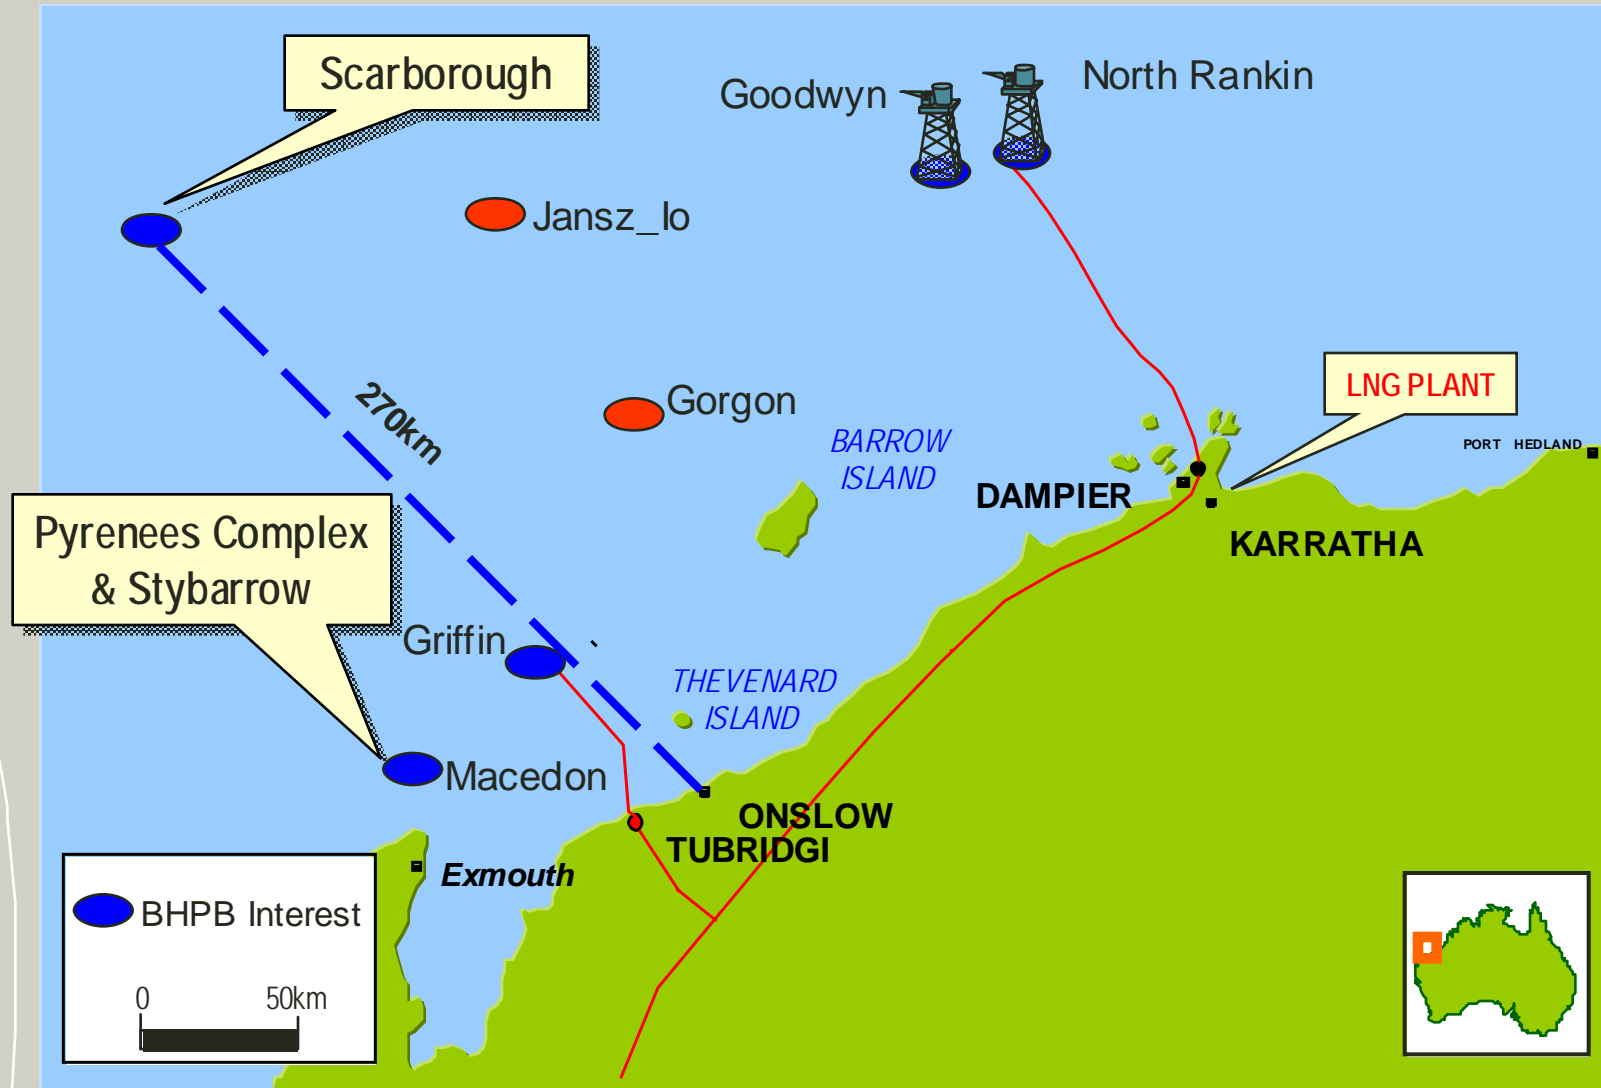 Scarborough
Goodwyn
North Rankin
Jansz_Io
270km
Gorgon
LNG PLANT
PORT HEDLAND
BARROW
ISLAND
DAMPIER
KARRATHA
Pyrenees Complex
& Stybarrow
Griffin
THEVENARD
ISLAND
Macedon
ONSLOW
TUBRIDGI
Exmouth
BHPB Interest
0 50km